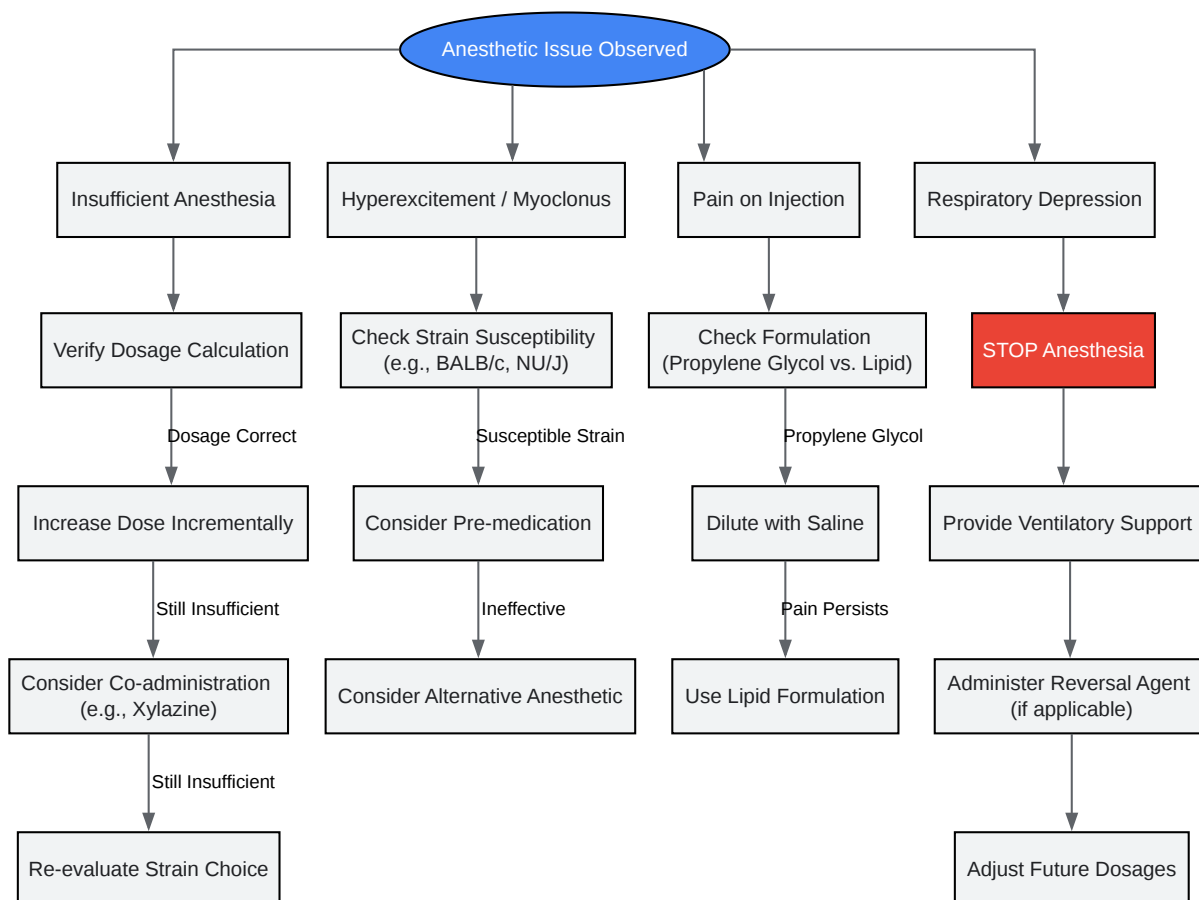 Anesthetic Issue Observed
Insufficient Anesthesia
Hyperexcitement / Myoclonus
Pain on Injection
Respiratory Depression
Verify Dosage Calculation
Check Strain Susceptibility
(e.g., BALB/c, NU/J)
Check Formulation
(Propylene Glycol vs. Lipid)
STOP Anesthesia
Dosage Correct
Susceptible Strain
Propylene Glycol
Increase Dose Incrementally
Consider Pre-medication
Dilute with Saline
Provide Ventilatory Support
Still Insufficient
Ineffective
Pain Persists
Consider Co-administration
(e.g., Xylazine)
Consider Alternative Anesthetic
Use Lipid Formulation
Administer Reversal Agent
(if applicable)
Still Insufficient
Re-evaluate Strain Choice
Adjust Future Dosages